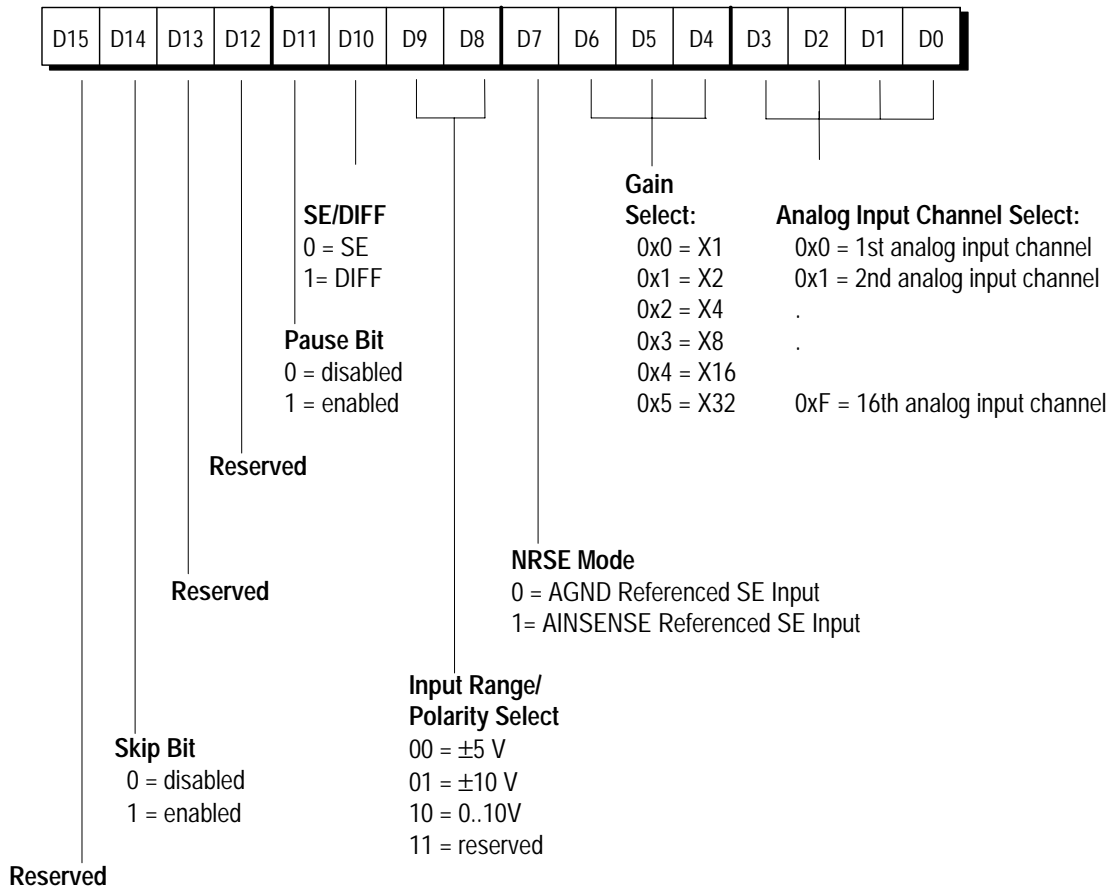 D15 D14 D13 D12 D11 D10 D9 D8 D7 D6 D5 D4 D3 D2 D1 D0
SE/DIFF
0 = SE
1= DIFF
Gain
Select:
0x0 = X1
0x1 = X2
0x2 = X4
0x3 = X8
0x4 = X16
0x5 = X32
Analog Input Channel Select:
0x0 = 1st analog input channel
0x1 = 2nd analog input channel
.
.
0xF = 16th analog input channel
Pause Bit
0 = disabled
1 = enabled
Reserved
Reserved
NRSE Mode
0 = AGND Referenced SE Input
1= AINSENSE Referenced SE Input
Input Range/
Polarity Select
00 = ±5 V
01 = ±10 V
10 = 0..10V
11 = reserved
Skip Bit
0 = disabled
1 = enabled
Reserved